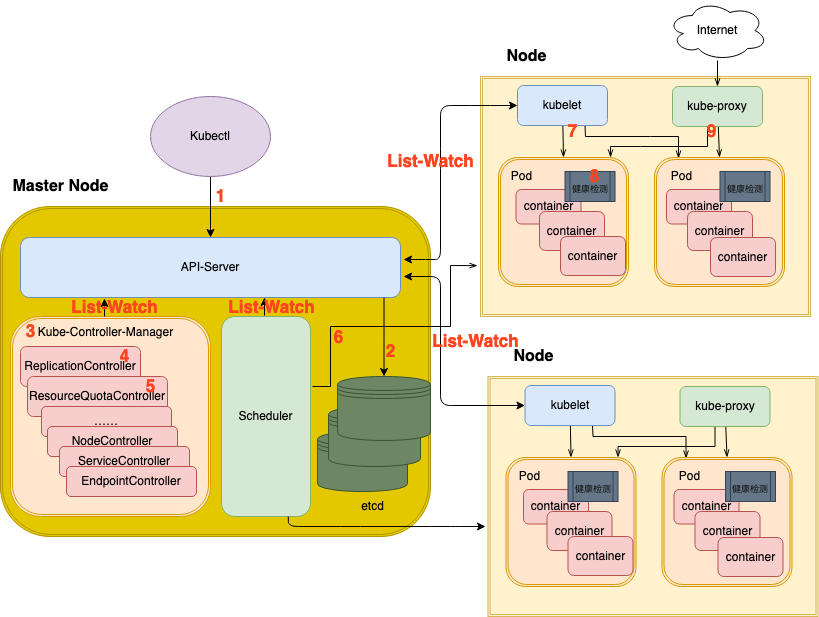 Internet
Node
kubelet
kube-proxy
7
9
Kubectl
List-Watch
Pod
8
健康检测
container
container
container
Pod
健康检测
container
container
container
Master Node
1
API-Server
List-Watch
List-Watch
3
Kube-Controller-Manager
6
List-Watch
2
4
ReplicationController
5
ResourceQuotaController
......
NodeController
ServiceController
EndpointController
Scheduler
etcd
Node
kubelet
kube-proxy
Pod
健康检测
container
container
container
Pod
健康检测
container
container
container